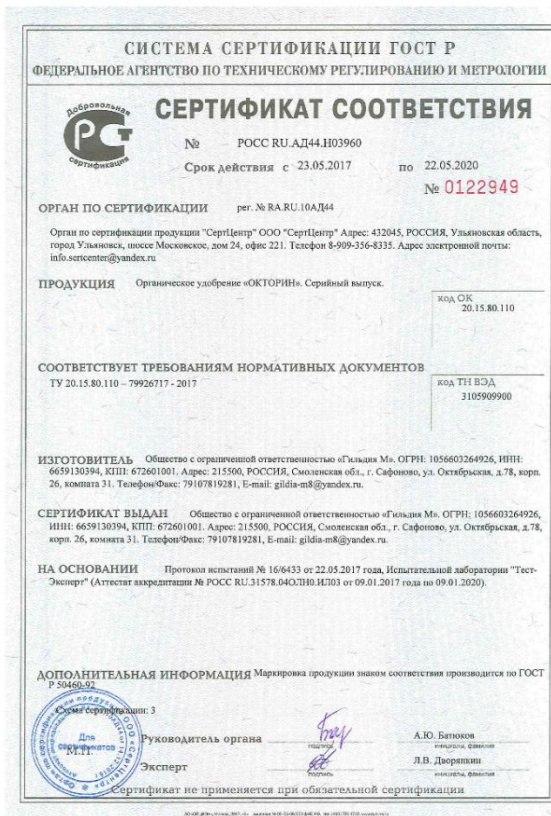 СИСТЕМА СЕРТИФИКАЦИИ ГОСТ Р
ФЕДЕРАЛЬНОЕ АГЕНТСТВО ПО ТЕХНИЧЕСКОМУ РЕГУЛИРОВАНИЮ И МЕТРОЛОГИИ
Добровольная
сертификация
СЕРТИФИКАТ СООТВЕТСТВИЯ
№ РОСС RU.АД44.Н03960
Срок действия с 23.05.2017 по 22.05.2020
№ 0122949
ОРГАН ПО СЕРТИФИКАЦИИ рег. № RA.RU.10АД44
Орган по сертификации продукции "СертЦентр" ООО "СертЦентр" Адрес: 432045, РОССИЯ, Ульяновская область,
город Ульяновск, шоссе Московское, дом 24, офис 221. Телефон 8-909-356-8335. Адрес электронной почты:
info.sertcenter@yandex.ru
ПРОДУКЦИЯ Органическое удобрение «ОКТОРИН». Серийный выпуск.
код ОК
20.15.80.110
СООТВЕТСТВУЕТ ТРЕБОВАНИЯМ НОРМАТИВНЫХ ДОКУМЕНТОВ
ТУ 20.15.80.110 – 79926717 - 2017
код ТН ВЭД
3105909900
ИЗГОТОВИТЕЛЬ Общество с ограниченной ответственностью «Гильдия М». ОГРН: 1056603264926, ИНН:
6659130394, КПП: 672601001. Адрес: 215500, РОССИЯ, Смоленская обл., г. Сафоново, ул. Октябрьская, д.78, корп.
26, комната 31. Телефон/Факс: 79107819281, E-mail: gildia-m8@yandex.ru.
СЕРТИФИКАТ ВЫДАН Общество с ограниченной ответственностью «Гильдия М». ОГРН: 1056603264926,
ИНН: 6659130394, КПП: 672601001. Адрес: 215500, РОССИЯ, Смоленская обл., г. Сафоново, ул. Октябрьская, д.78,
корп. 26, комната 31. Телефон/Факс: 79107819281, E-mail: gildia-m8@yandex.ru.
НА ОСНОВАНИИ Протокол испытаний № 16/6433 от 22.05.2017 года, Испытательной лаборатории "Тест-
Эксперт" (Аттестат аккредитации № РОСС RU.31578.04ОЛН0.ИЛ03 от 09.01.2017 года по 09.01.2020).
ДОПОЛНИТЕЛЬНАЯ ИНФОРМАЦИЯ Маркировка продукции знаком соответствия производится по ГОСТ
Р 50460-92
Схема сертификации: 3
Для
сертификатов
М.П.
Руководитель органа
подпись
А.Ю. Батюков
инициалы, фамилия
Эксперт
подпись
Л.В. Дворяпкин
инициалы, фамилия
Сертификат не применяется при обязательной сертификации